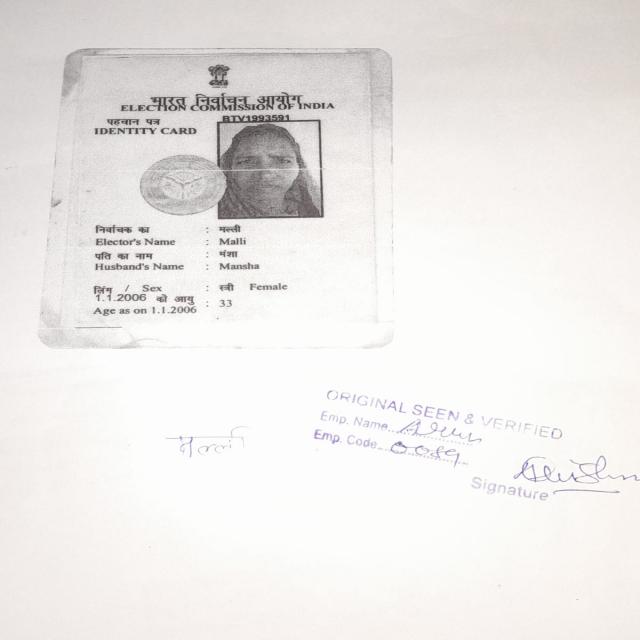 भारत निर्वाचन आयोग
ELECTION COMMISSION OF INDIA
BTV1993591
पहचान पत्र
IDENTITY CARD
निर्वाचक का : मल्ली
Elector's Name : Malli
पति का नाम : मंशा
Husband's Name : Mansha
लिंग / Sex : स्त्री Female
1.1.2006 को आयु : 33
Age as on 1.1.2006
मल्ली
ORIGINAL SEEN & VERIFIED
Emp. Name
Emp. Code 0089
Signature